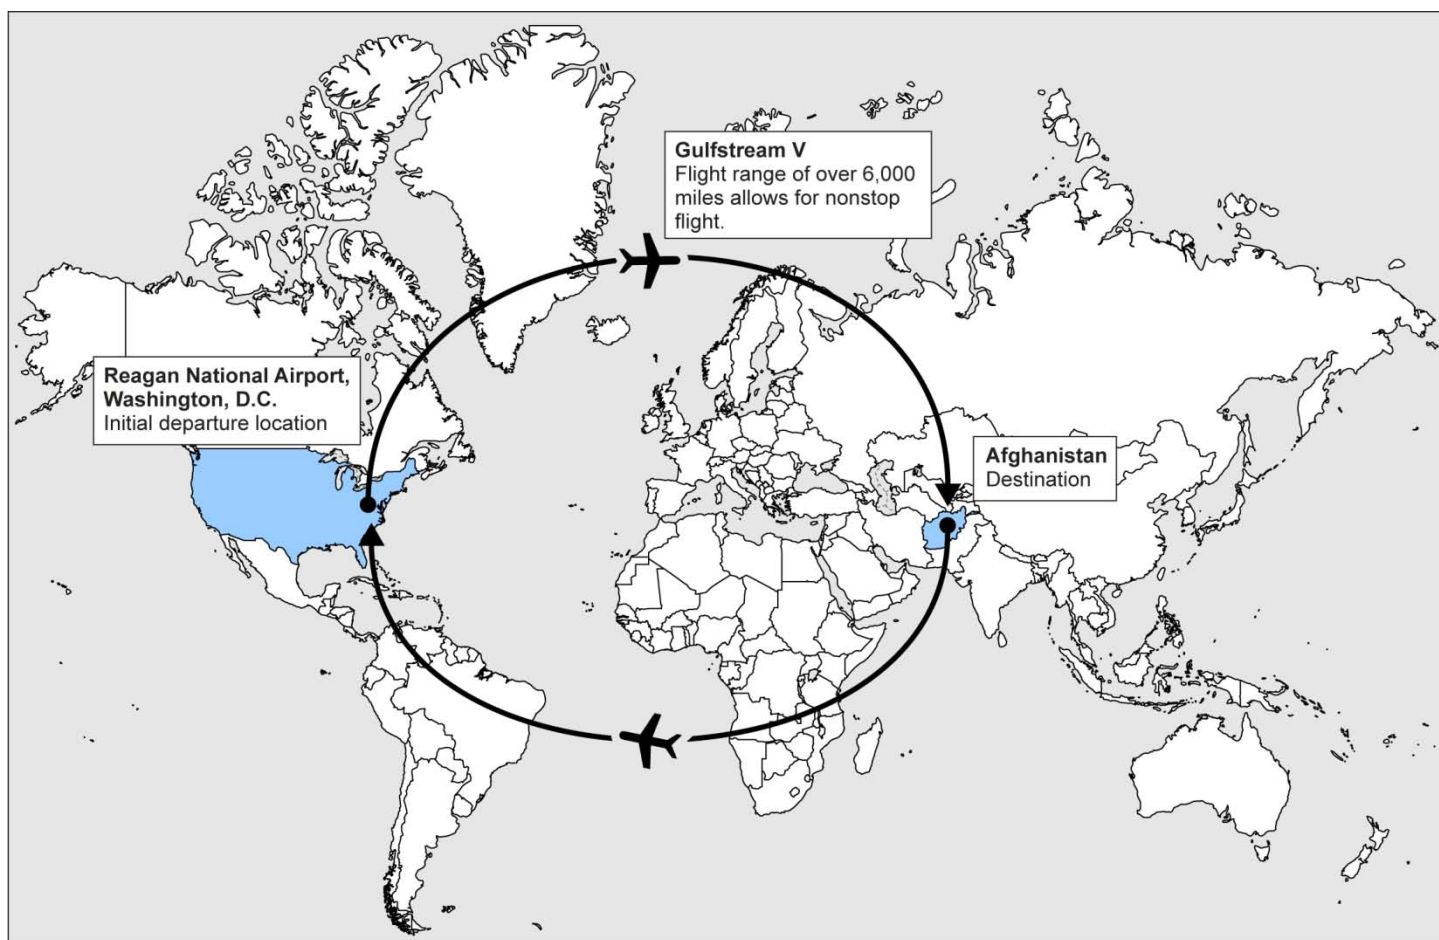 Gulfstream V
Flight range of over 6,000
miles allows for nonstop
flight.
Reagan National Airport,
Washington, D.C.
Initial departure location
Afghanistan
Destination